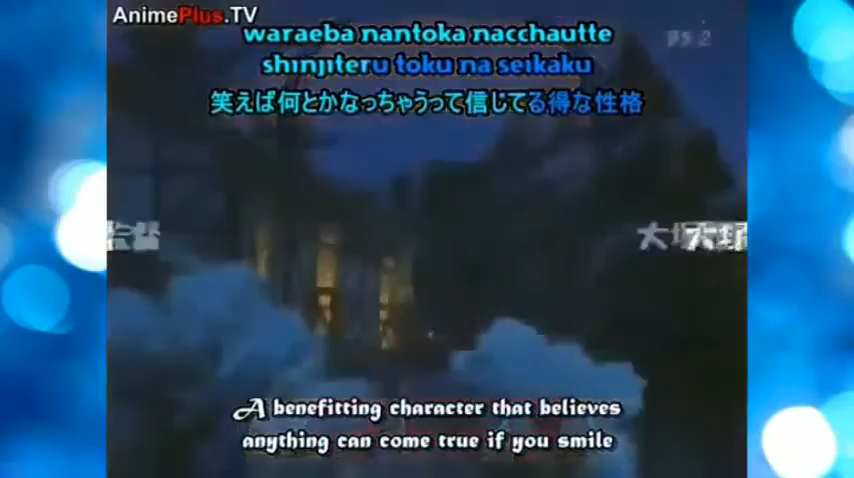 AnimePlus.TV
waraeba nantoka nacchautte
shinjiteru toku na seikaku
笑えば何とかなっちゃうって信じてる得な性格
監督
A benefitting character that believes
anything can come true if you smile